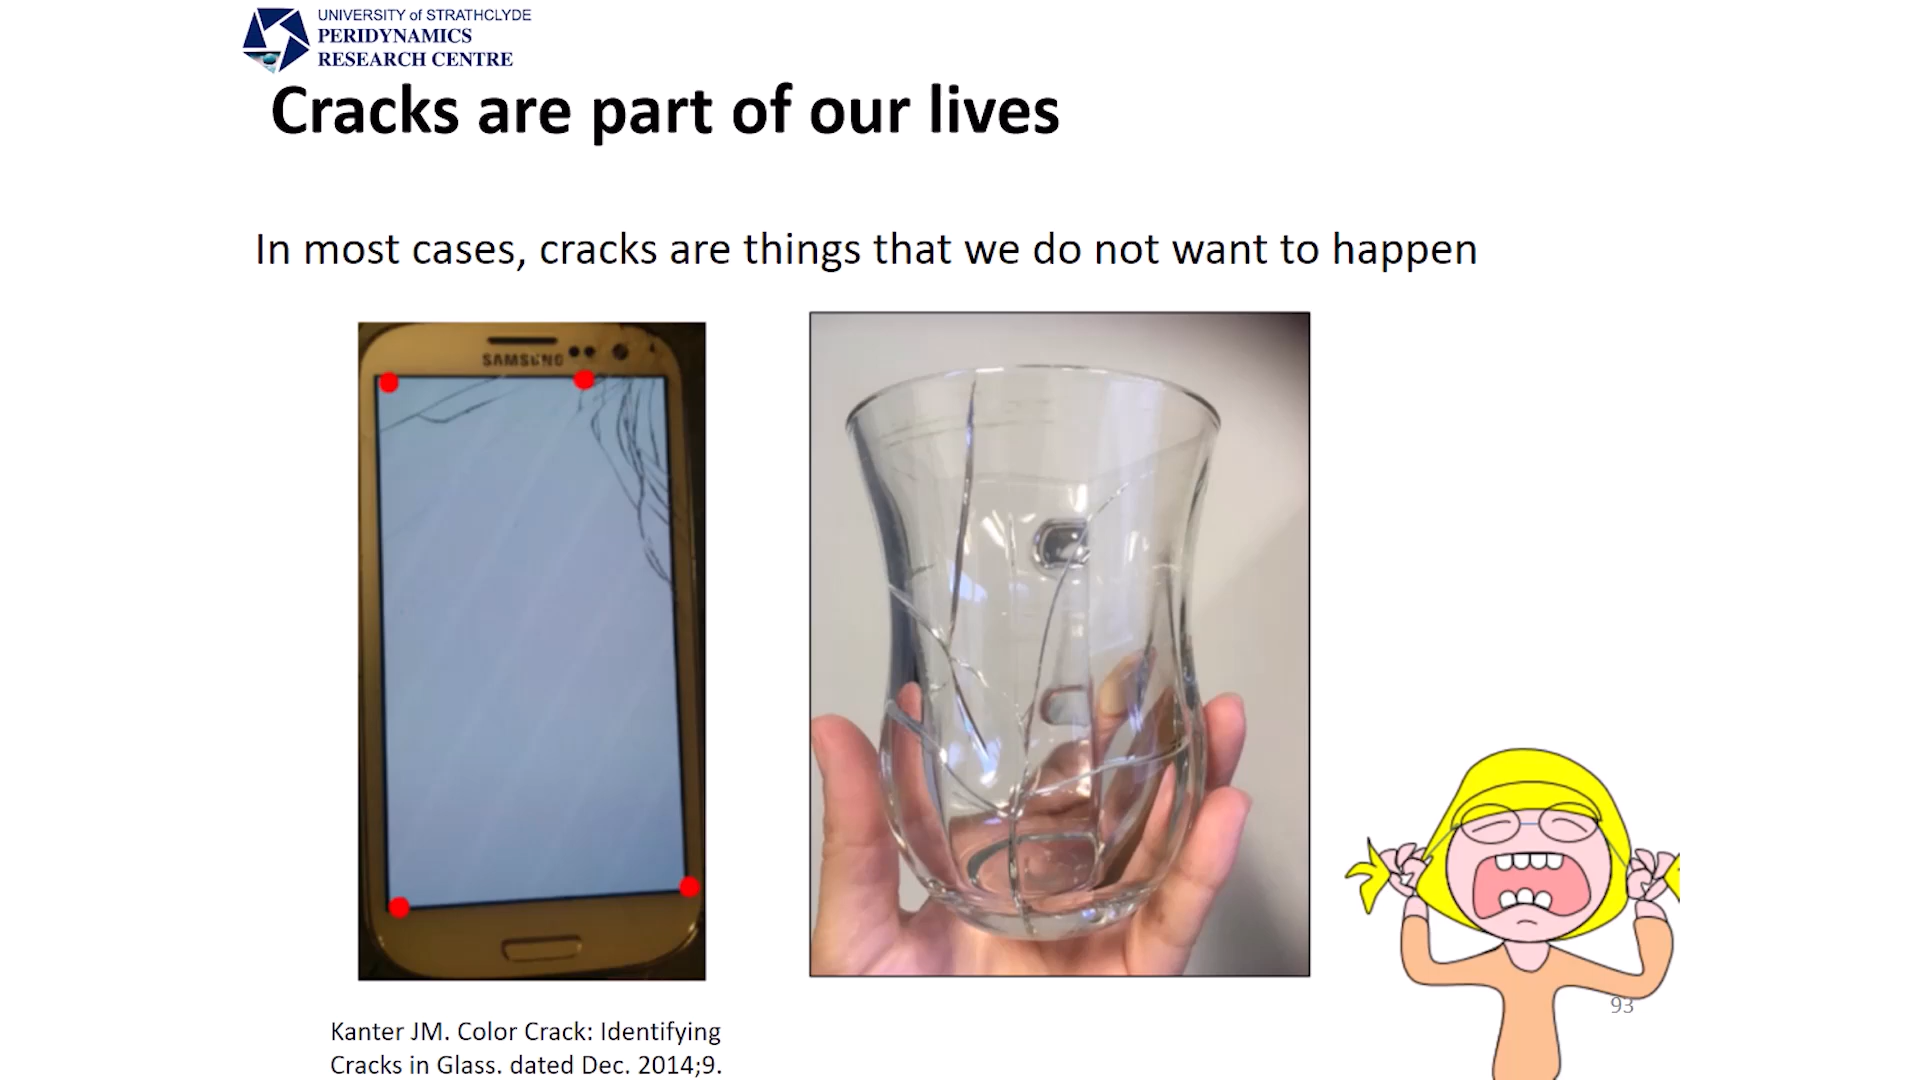 UNIVERSITY of STRATHCLYDE
PERIDYNAMICS
RESEARCH CENTRE
Cracks are part of our lives
In most cases, cracks are things that we do not want to happen
SAMSUNG
93
Kanter JM. Color Crack: Identifying
Cracks in Glass. dated Dec. 2014;9.